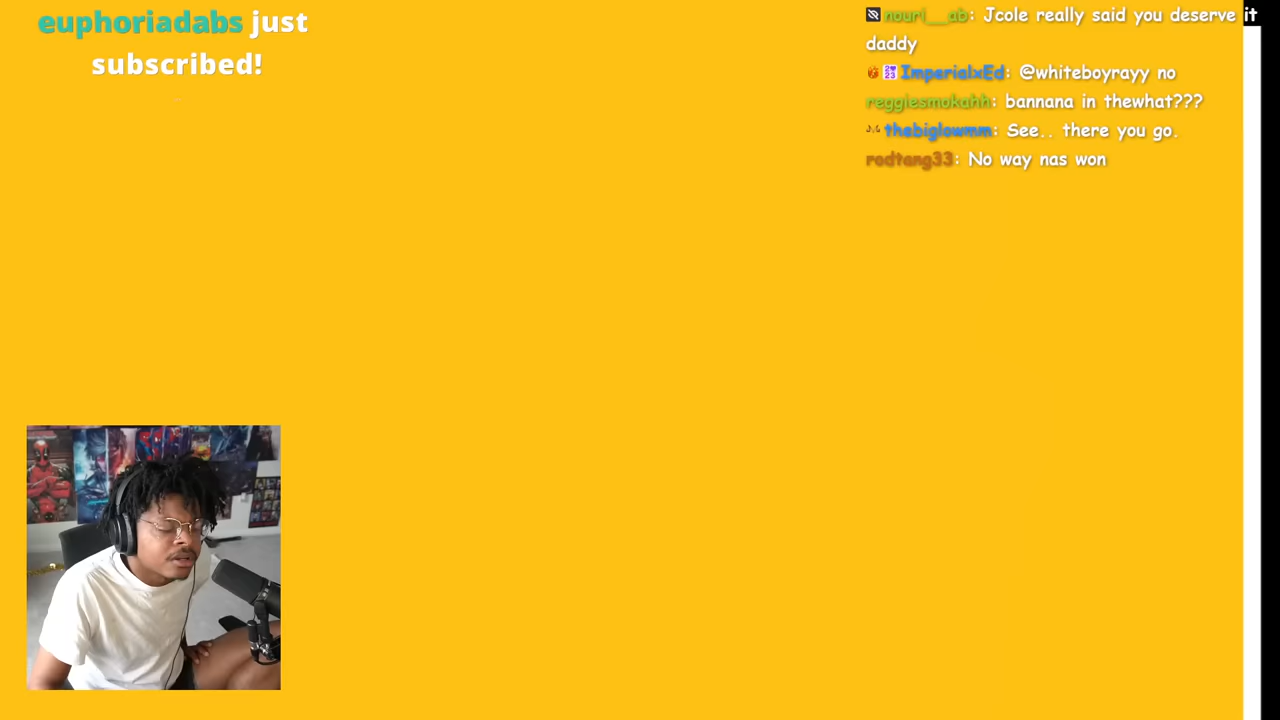 euphoriadabs just
subscribed!
nouri__ab: Jcole really said you deserve it
daddy
ImperialxEd: @whiteboyrayy no
reggiesmokahh: bannana in thewhat???
thebiglowmm: See.. there you go.
rodtang33: No way nas won